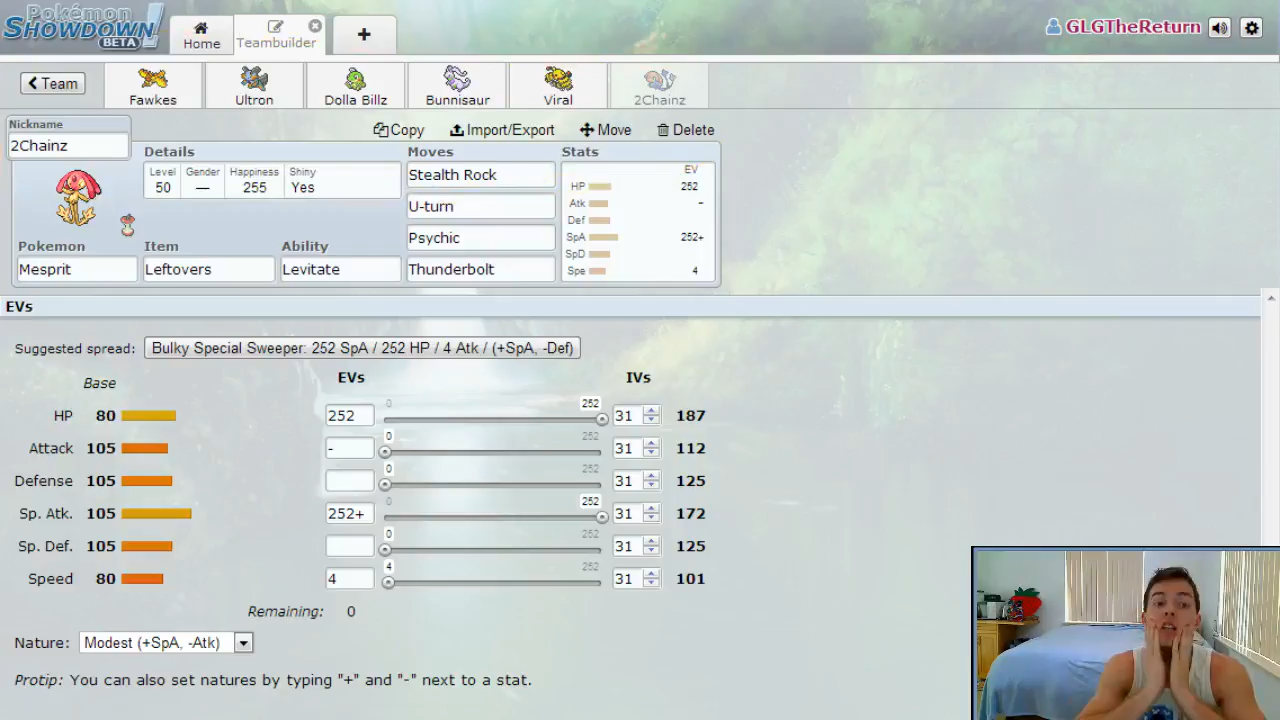 Pokémon
SHOWDOWN!
BETA
Home
Teambuilder
+
GLGTheReturn
Team
Fawkes
Ultron
Dolla Billz
Bunnisaur
Viral
2Chainz
Nickname
2Chainz
Copy Import/Export Move Delete
Details
Level Gender Happiness Shiny
50 — 255 Yes
Pokemon Item Ability
Mesprit Leftovers Levitate
Moves
Stealth Rock
U-turn
Psychic
Thunderbolt
Stats
EV
HP 252
Atk -
Def
SpA 252+
SpD
Spe 4
EVs
Suggested spread: Bulky Special Sweeper: 252 SpA / 252 HP / 4 Atk / (+SpA, -Def)
Base EVs IVs
HP 80 252 0 252 31 187
Attack 105 - 0 252 31 112
Defense 105 0 252 31 125
Sp. Atk. 105 252+ 0 252 31 172
Sp. Def. 105 0 252 31 125
Speed 80 4 4 252 31 101
Remaining: 0
Nature: Modest (+SpA, -Atk)
Protip: You can also set natures by typing "+" and "-" next to a stat.